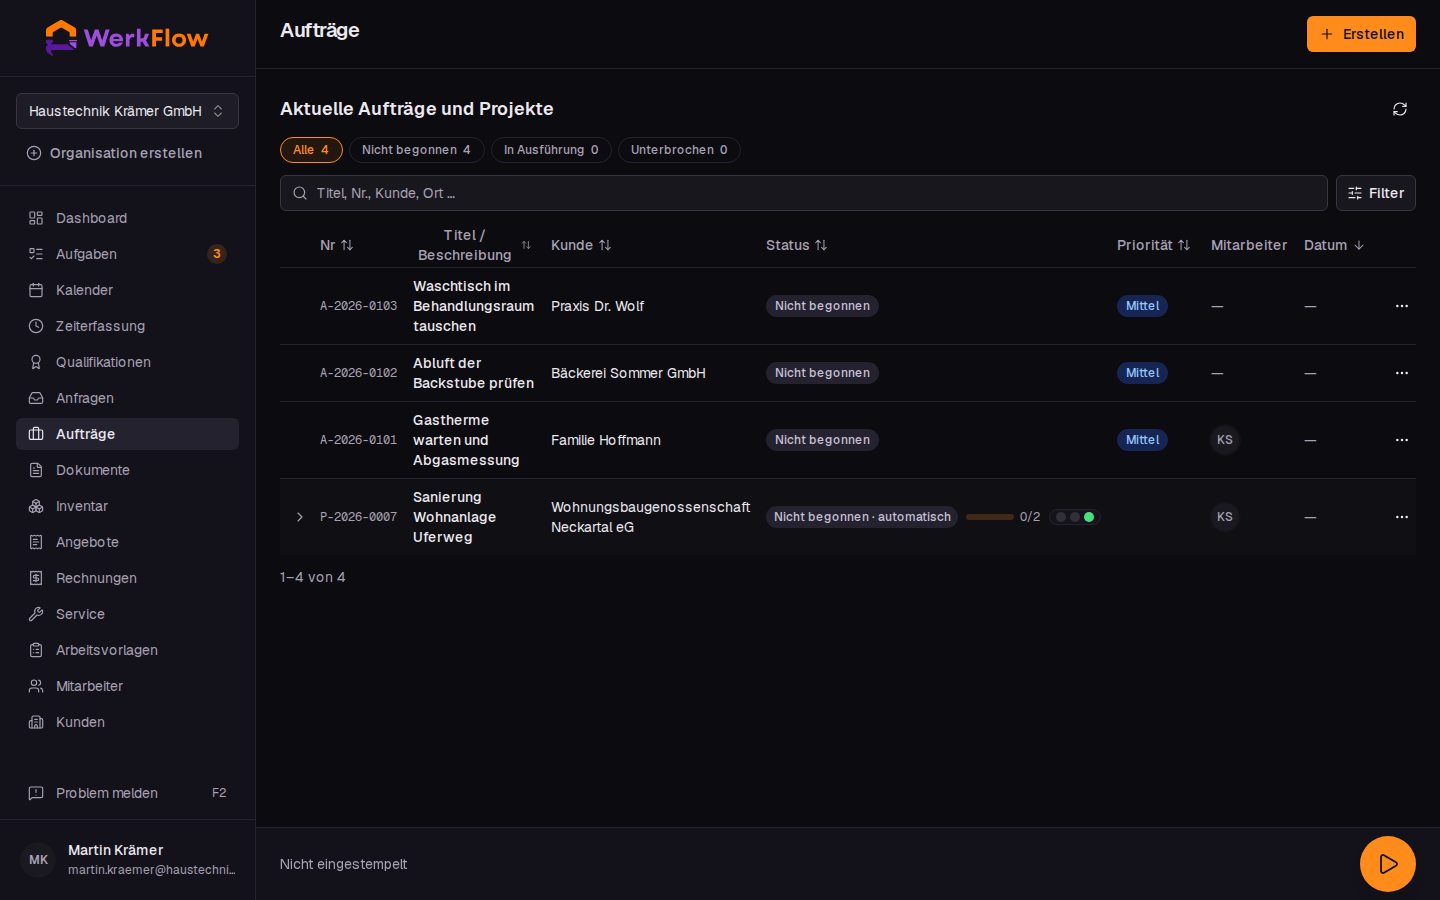 WerkFlow
Haustechnik Krämer GmbH
Organisation erstellen
Dashboard
Aufgaben 3
Kalender
Zeiterfassung
Qualifikationen
Anfragen
Aufträge
Dokumente
Inventar
Angebote
Rechnungen
Service
Arbeitsvorlagen
Mitarbeiter
Kunden
Problem melden F2
MK
Martin Krämer
martin.kraemer@haustechni...
Aufträge
Erstellen
Aktuelle Aufträge und Projekte
Alle 4 Nicht begonnen 4 In Ausführung 0 Unterbrochen 0
Titel, Nr., Kunde, Ort ...
Filter
Nr Titel / Beschreibung Kunde Status Priorität Mitarbeiter Datum
A-2026-0103 Waschtisch im Behandlungsraum tauschen Praxis Dr. Wolf Nicht begonnen Mittel — —
A-2026-0102 Abluft der Backstube prüfen Bäckerei Sommer GmbH Nicht begonnen Mittel — —
A-2026-0101 Gastherme warten und Abgasmessung Familie Hoffmann Nicht begonnen Mittel KS —
P-2026-0007 Sanierung Wohnanlage Uferweg Wohnungsbaugenossenschaft Neckartal eG Nicht begonnen · automatisch 0/2 KS —
1–4 von 4
Nicht eingestempelt